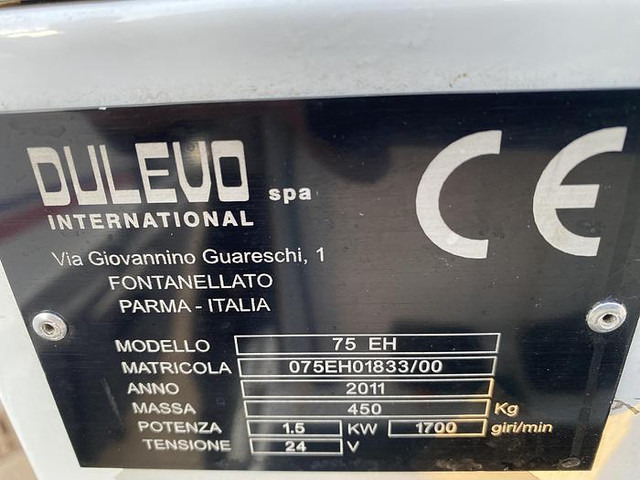 DULEVO spa
INTERNATIONAL
CE
Via Giovannino Guareschi, 1
FONTANELLATO
PARMA - ITALIA
MODELLO 75 EH
MATRICOLA 075EH01833/00
ANNO 2011
MASSA 450 Kg
POTENZA 1.5 KW 1700 giri/min
TENSIONE 24 V